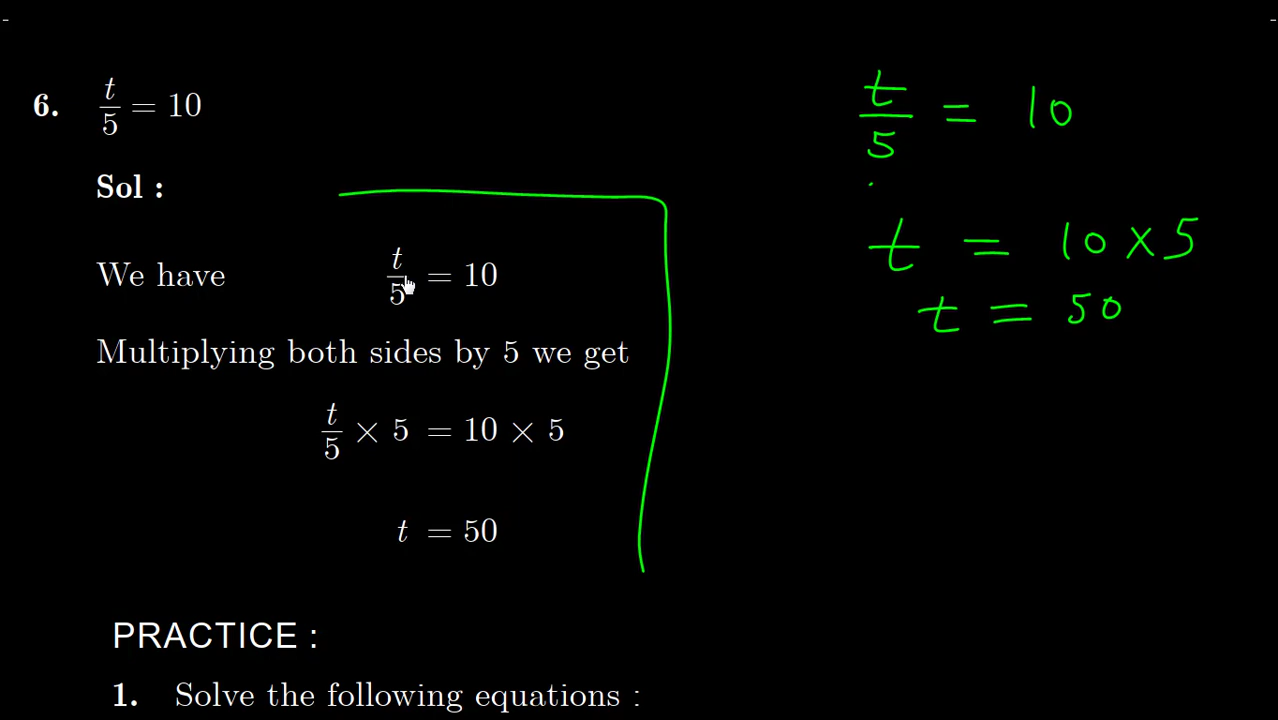 6. t/5 = 10
Sol :
We have t/5 = 10
Multiplying both sides by 5 we get
t/5 × 5 = 10 × 5
t = 50
PRACTICE :
1. Solve the following equations :
t/5 = 10
t = 10 × 5
t = 50